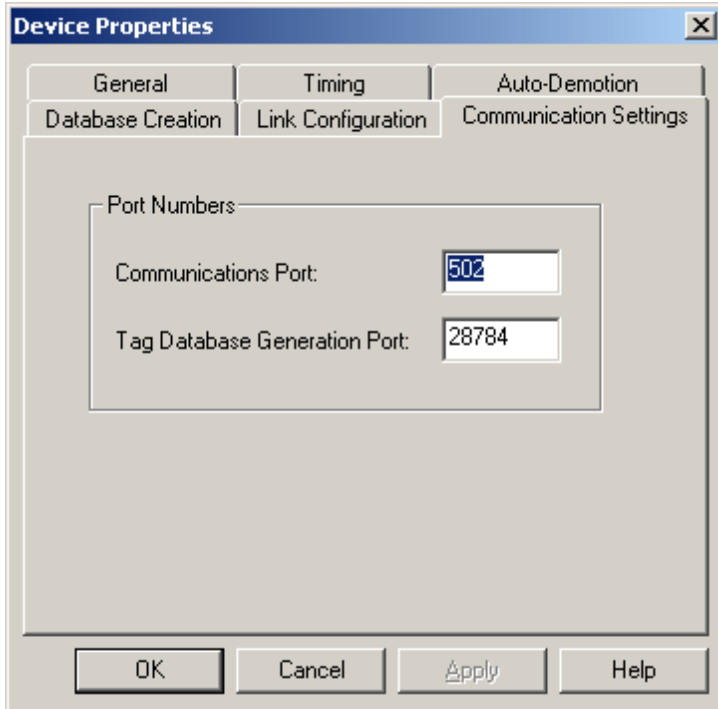 Device Properties
General Timing Auto-Demotion
Database Creation Link Configuration Communication Settings
Port Numbers
Communications Port: 502
Tag Database Generation Port: 28784
OK Cancel Apply Help